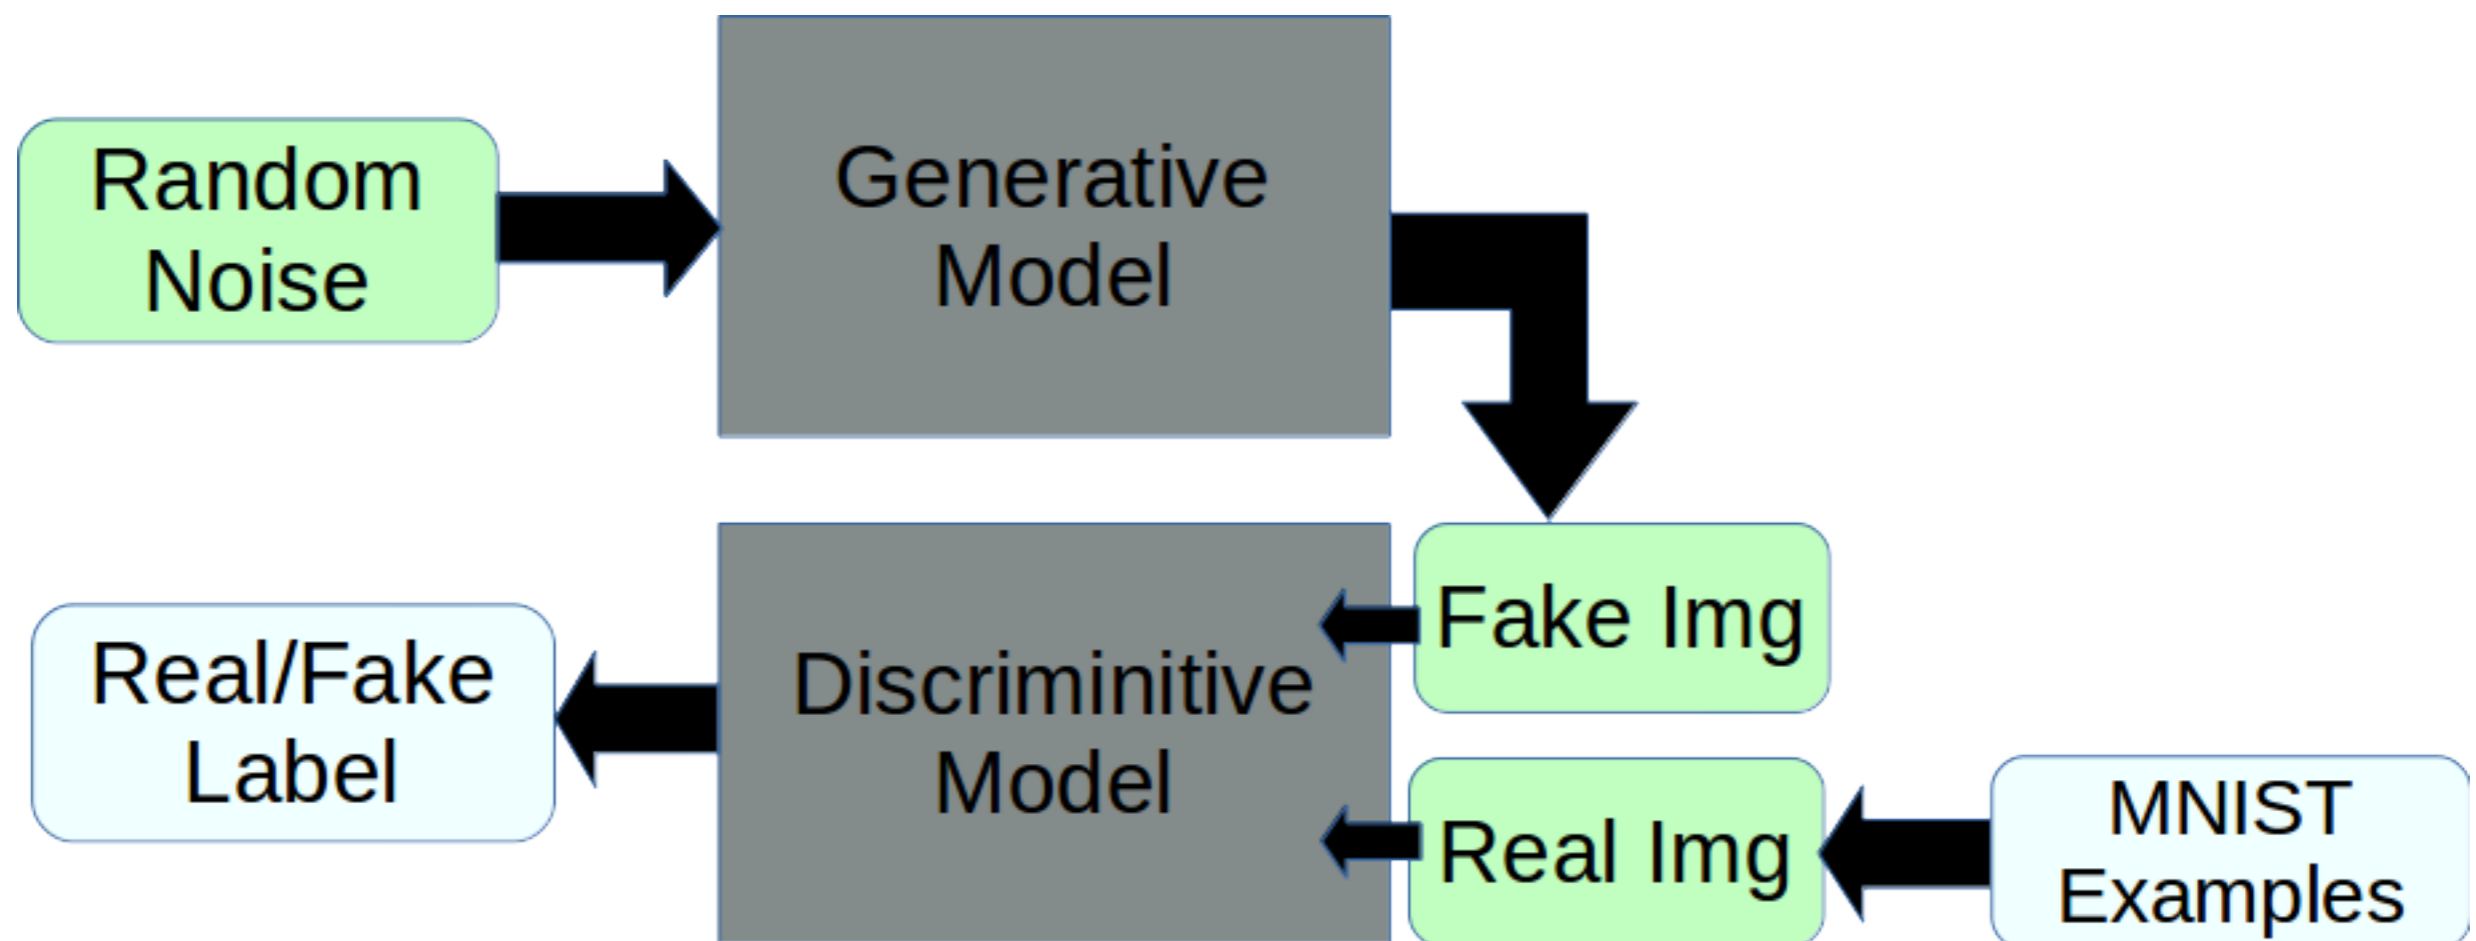 Random
Noise
Generative
Model
Fake Img
Real/Fake
Label
Discriminitive
Model
Real Img
MNIST
Examples